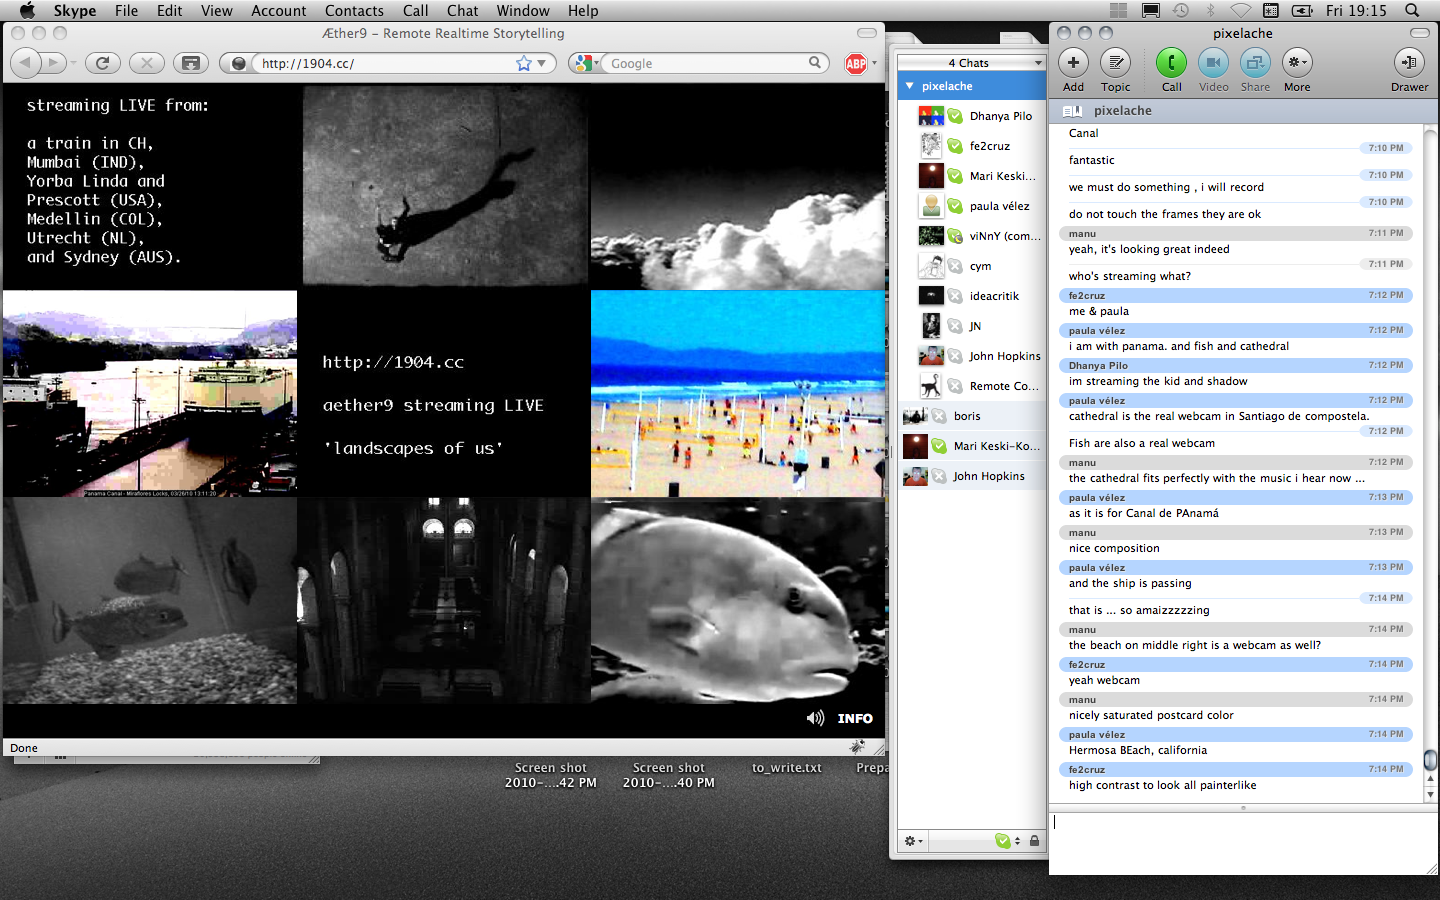 Skype File Edit View Account Contacts Call Chat Window Help
Fri 19:15
Æther9 – Remote Realtime Storytelling
http://1904.cc/
Google
ABP
streaming LIVE from:
a train in CH,
Mumbai (IND),
Yorba Linda and
Prescott (USA),
Medellin (COL),
Utrecht (NL),
and Sydney (AUS).
http://1904.cc
aether9 streaming LIVE
'landscapes of us'
Panama Canal - Miraflores Locks, 03/26/10 13:11:20
INFO
Done
Screen shot
2010-....42 PM
Screen shot
2010-....40 PM
to_write.txt
Prepa
4 Chats
pixelache
Dhanya Pilo
fe2cruz
Mari Keski...
paula vélez
viNnY (com...
cym
ideacritik
JN
John Hopkins
Remote Co...
boris
Mari Keski-Ko...
John Hopkins
pixelache
Add Topic Call Video Share More Drawer
pixelache
Canal
7:10 PM
fantastic
7:10 PM
we must do something , i will record
7:10 PM
do not touch the frames they are ok
manu 7:11 PM
yeah, it's looking great indeed
7:11 PM
who's streaming what?
fe2cruz 7:12 PM
me & paula
paula vélez 7:12 PM
i am with panama. and fish and cathedral
Dhanya Pilo 7:12 PM
im streaming the kid and shadow
paula vélez 7:12 PM
cathedral is the real webcam in Santiago de compostela.
7:12 PM
Fish are also a real webcam
manu 7:12 PM
the cathedral fits perfectly with the music i hear now ...
paula vélez 7:13 PM
as it is for Canal de PAnamá
manu 7:13 PM
nice composition
paula vélez 7:13 PM
and the ship is passing
7:14 PM
that is ... so amaizzzzzing
manu 7:14 PM
the beach on middle right is a webcam as well?
fe2cruz 7:14 PM
yeah webcam
manu 7:14 PM
nicely saturated postcard color
paula vélez 7:14 PM
Hermosa BEach, california
fe2cruz 7:14 PM
high contrast to look all painterlike